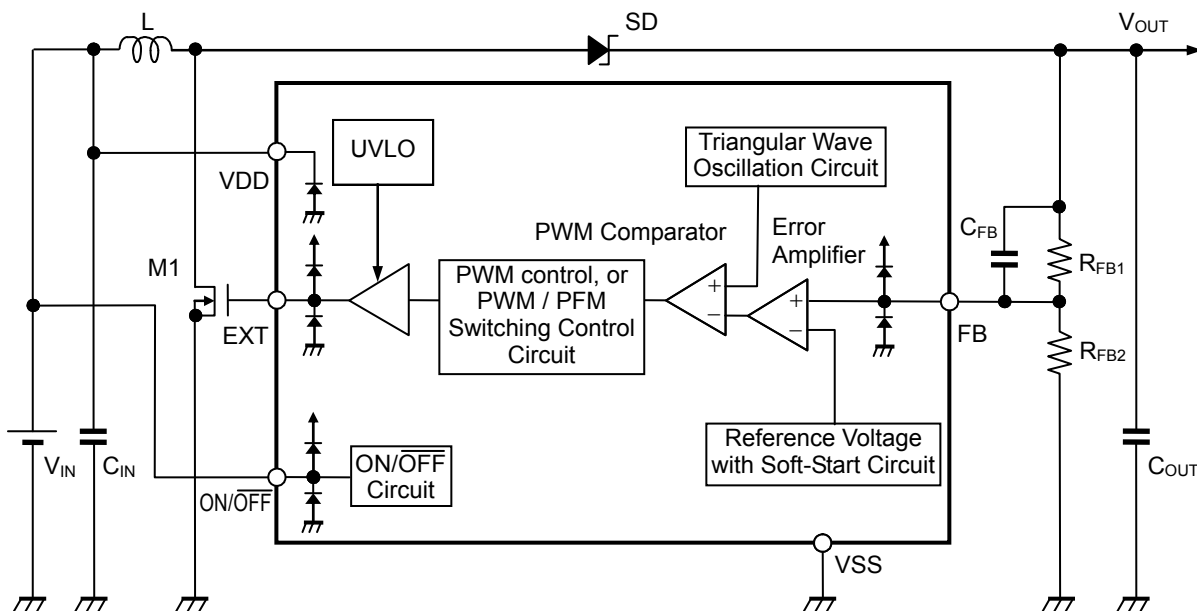 L
SD
VOUT
UVLO
Triangular Wave
Oscillation Circuit
VDD
PWM Comparator
Error
Amplifier
CFB
RFB1
M1
PWM control, or
PWM / PFM
Switching Control
Circuit
+
−
+
−
EXT
FB
RFB2
VIN
CIN
ON/OFF
ON/OFF
Circuit
Reference Voltage
with Soft-Start Circuit
COUT
VSS